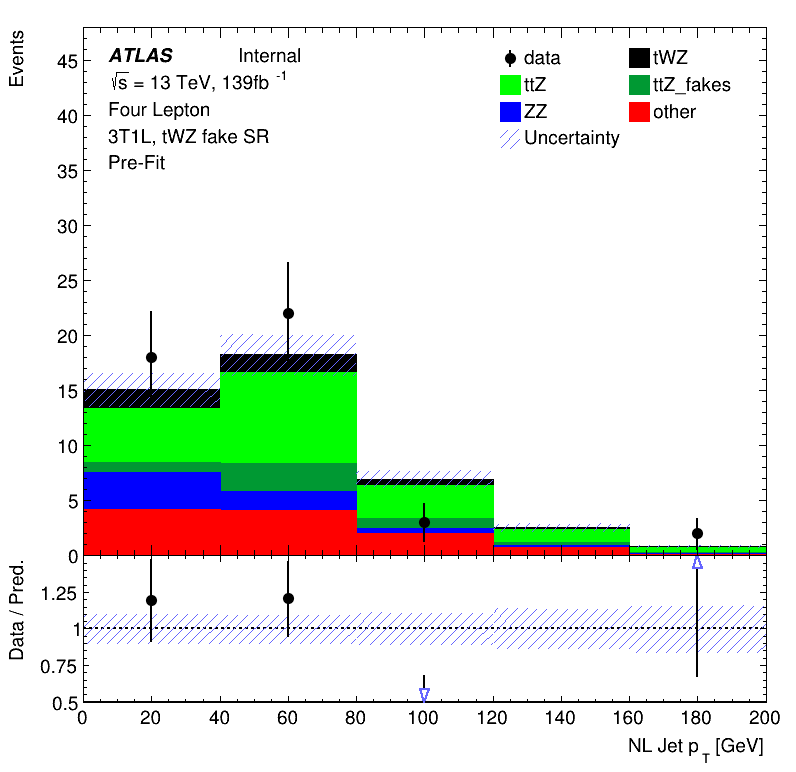 Events
45
40
35
30
25
20
15
10
5
0
ATLAS Internal
√s = 13 TeV, 139fb⁻¹
Four Lepton
3T1L, tWZ fake SR
Pre-Fit
data tWZ
ttZ ttZ_fakes
ZZ other
Uncertainty
Data / Pred.
1.25
1
0.75
0.5
0 20 40 60 80 100 120 140 160 180 200
NL Jet p_T [GeV]